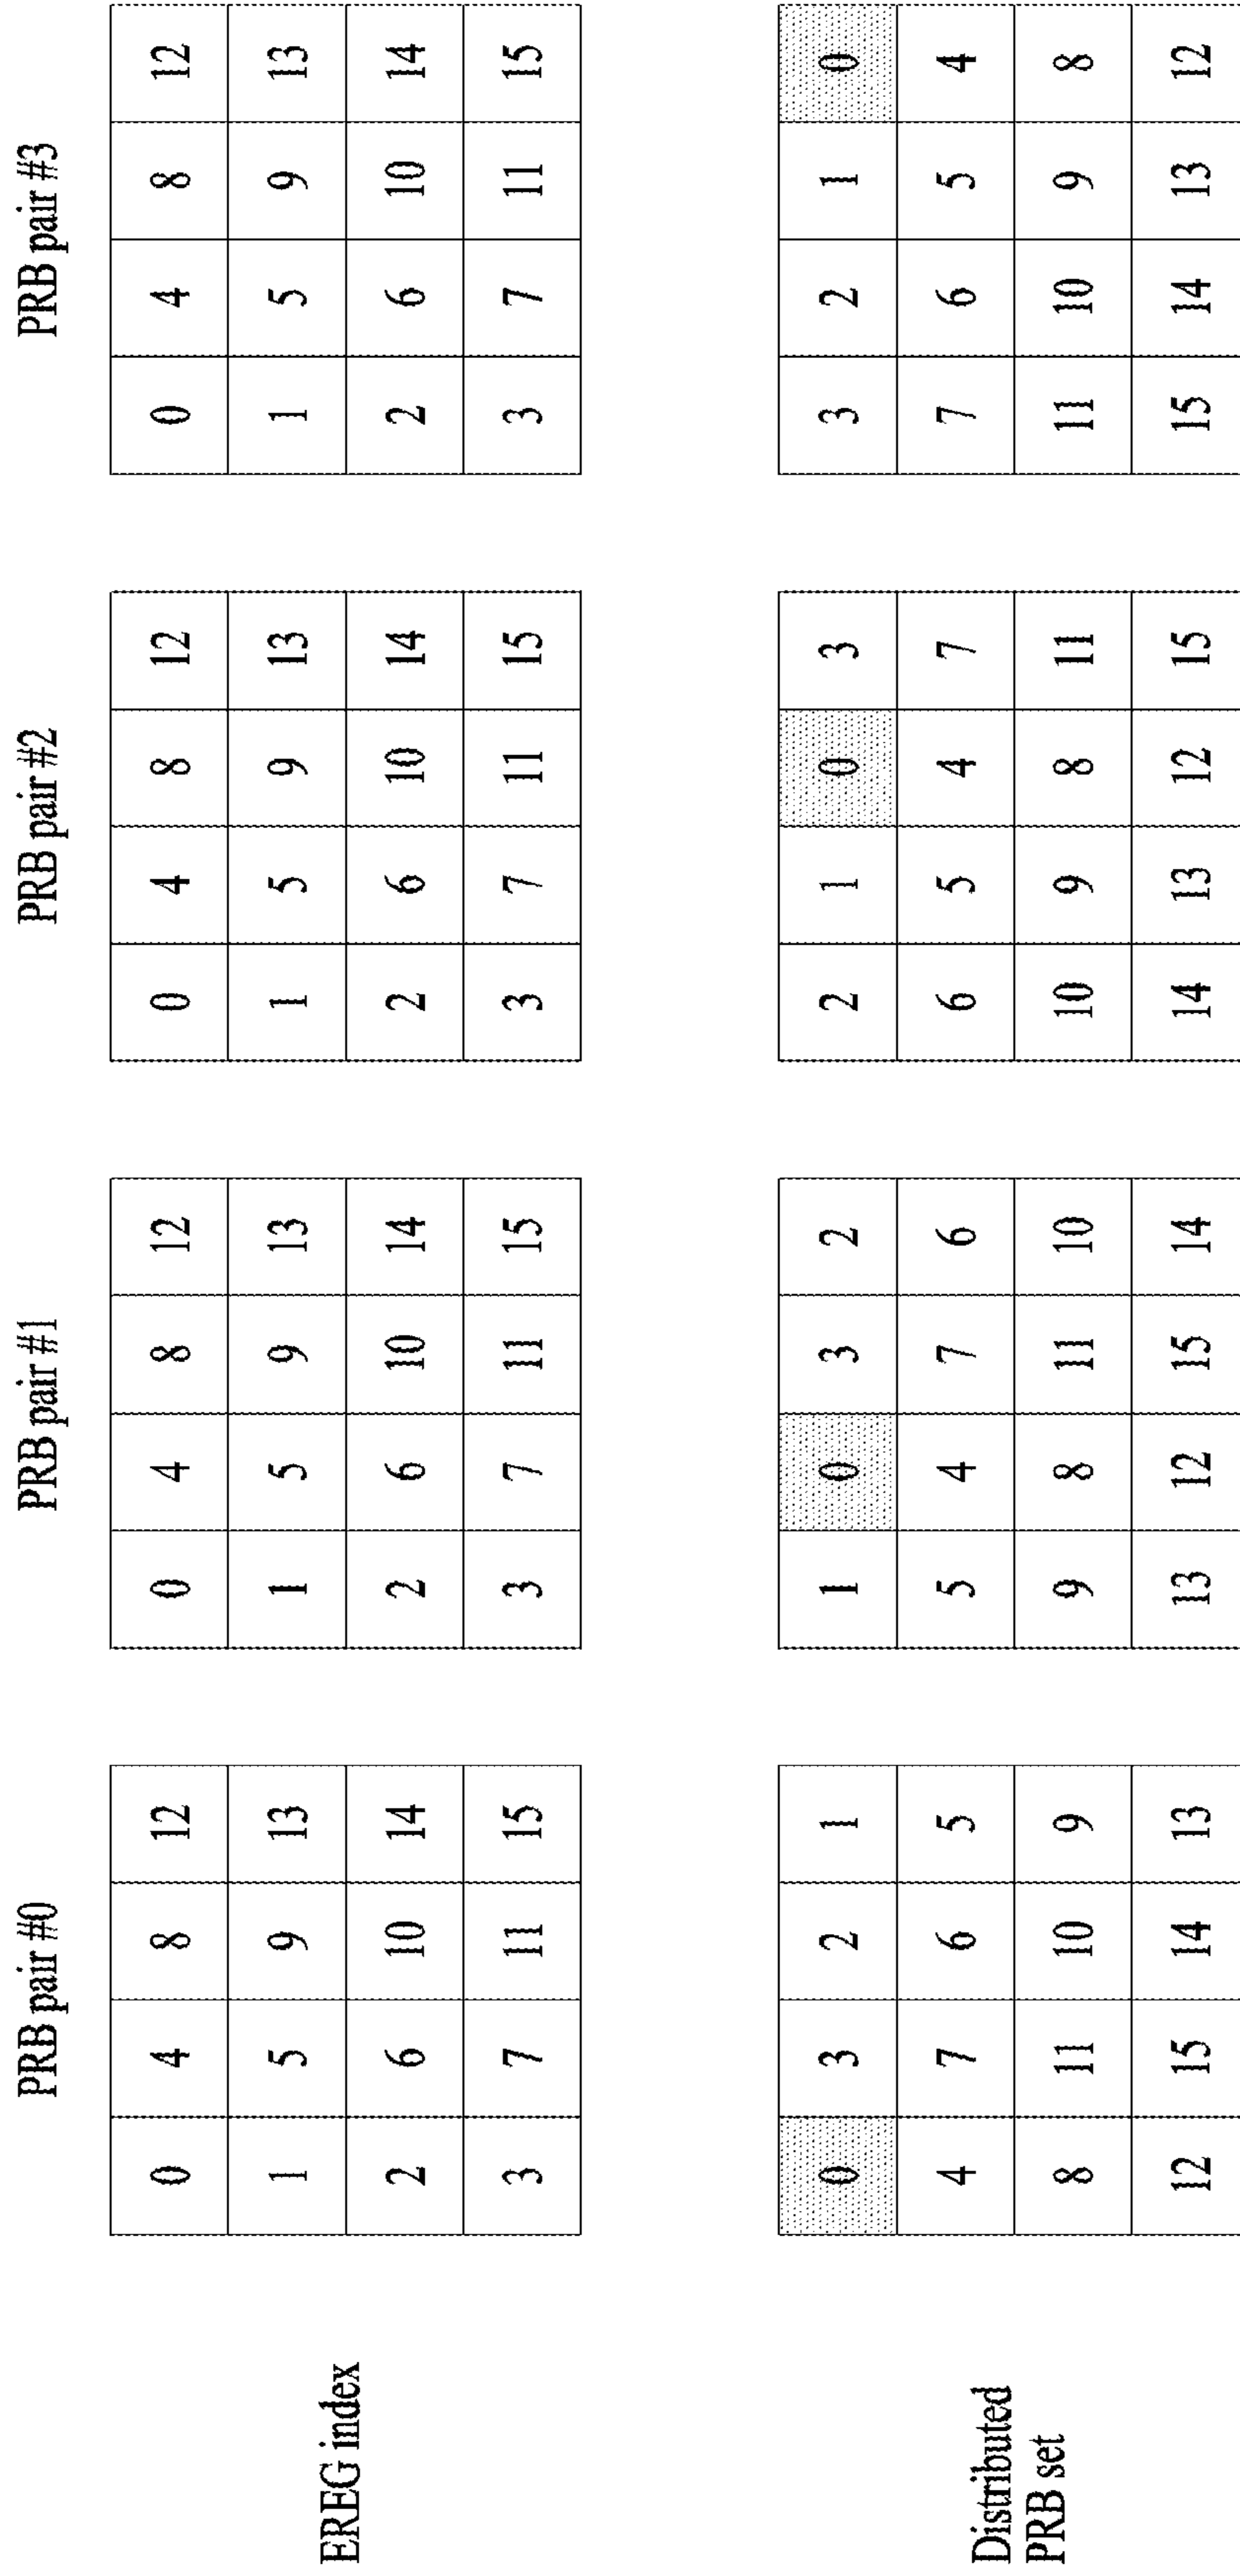 PRB pair #0 PRB pair #1 PRB pair #2 PRB pair #3
EREG index
0 4 8 12 0 4 8 12 0 4 8 12 0 4 8 12
1 5 9 13 1 5 9 13 1 5 9 13 1 5 9 13
2 6 10 14 2 6 10 14 2 6 10 14 2 6 10 14
3 7 11 15 3 7 11 15 3 7 11 15 3 7 11 15
Distributed
PRB set
0 3 2 1 1 0 3 2 2 1 0 3 3 2 1 0
4 7 6 5 5 4 7 6 6 5 4 7 7 6 5 4
8 11 10 9 9 8 11 10 10 9 8 11 11 10 9 8
12 15 14 13 13 12 15 14 14 13 12 15 15 14 13 12